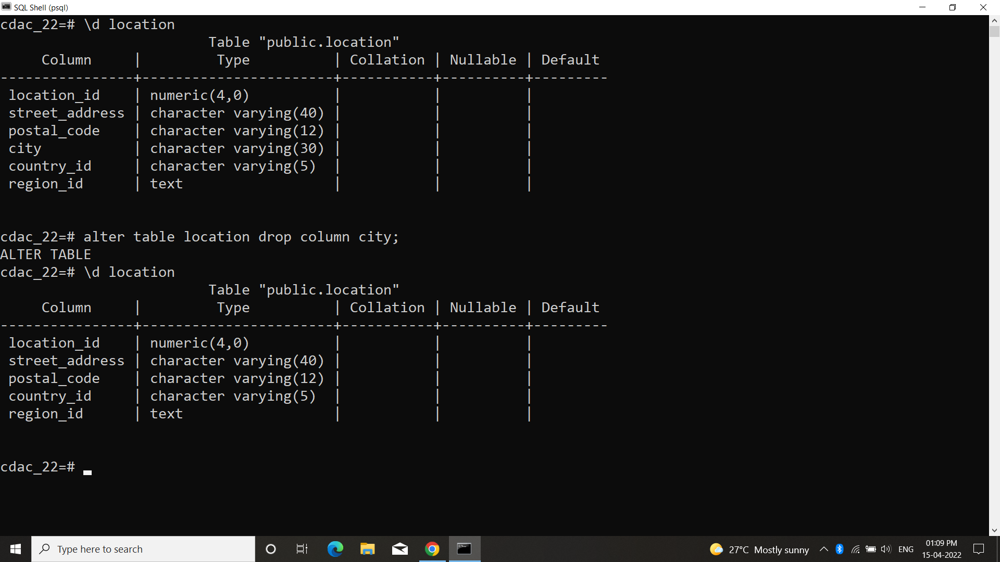 SQL Shell (psql)
cdac_22=# \d location
                         Table "public.location"
     Column     |         Type          | Collation | Nullable | Default
----------------+-----------------------+-----------+----------+---------
 location_id    | numeric(4,0)          |           |          |
 street_address | character varying(40) |           |          |
 postal_code    | character varying(12) |           |          |
 city           | character varying(30) |           |          |
 country_id     | character varying(5)  |           |          |
 region_id      | text                  |           |          |
cdac_22=# alter table location drop column city;
ALTER TABLE
cdac_22=# \d location
                         Table "public.location"
     Column     |         Type          | Collation | Nullable | Default
----------------+-----------------------+-----------+----------+---------
 location_id    | numeric(4,0)          |           |          |
 street_address | character varying(40) |           |          |
 postal_code    | character varying(12) |           |          |
 country_id     | character varying(5)  |           |          |
 region_id      | text                  |           |          |
cdac_22=#
Type here to search
27°C Mostly sunny
ENG
01:09 PM
15-04-2022